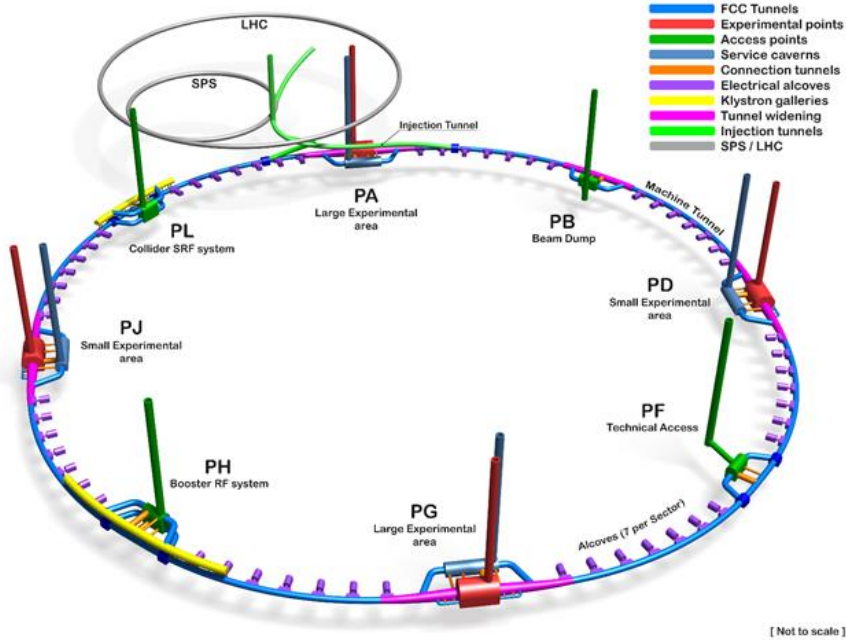 LHC
SPS
Injection Tunnel
FCC Tunnels
Experimental points
Access points
Service caverns
Connection tunnels
Electrical alcoves
Klystron galleries
Tunnel widening
Injection tunnels
SPS / LHC
PA
Large Experimental
area
PB
Beam Dump
Machine Tunnel
PL
Collider SRF system
PD
Small Experimental
area
PJ
Small Experimental
area
PF
Technical Access
PH
Booster RF system
PG
Large Experimental
area
Alcoves (7 per Sector)
[ Not to scale ]